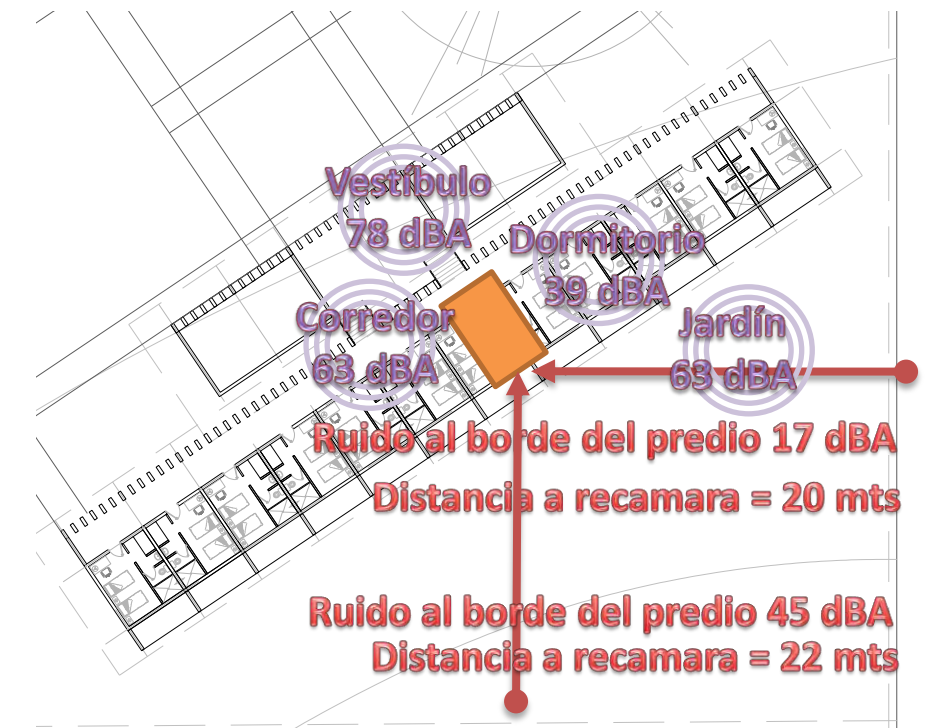 Vestíbulo
78 dBA
Dormitorio
39 dBA
Corredor
63 dBA
Jardín
63 dBA
Ruido al borde del predio 17 dBA
Distancia a recamara = 20 mts
Ruido al borde del predio 45 dBA
Distancia a recamara = 22 mts